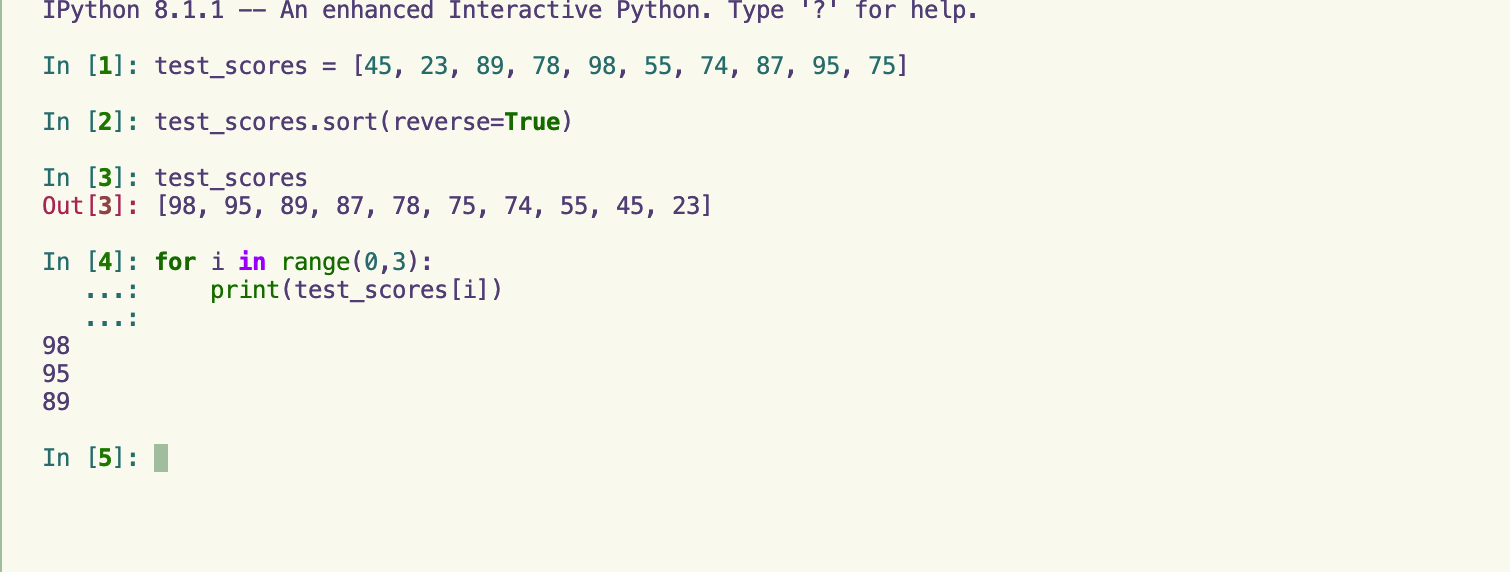 IPython 8.1.1 -- An enhanced Interactive Python. Type '?' for help.
In [1]: test_scores = [45, 23, 89, 78, 98, 55, 74, 87, 95, 75]
In [2]: test_scores.sort(reverse=True)
In [3]: test_scores
Out[3]: [98, 95, 89, 87, 78, 75, 74, 55, 45, 23]
In [4]: for i in range(0,3):
   ...:     print(test_scores[i])
   ...:
98
95
89
In [5]: